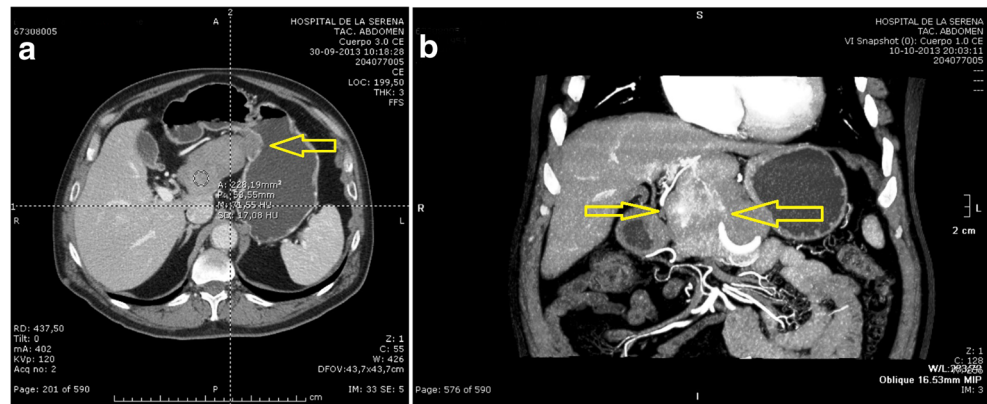 a
2
A
67308005
HOSPITAL DE LA SERENA
TAC. ABDOMEN
Cuerpo 3.0 CE
30-09-2013 10:18:28
204077005
CE
LOC: 199,50
THK: 3
FFS
1
R
L
A: 228,19mm²
M: 71,55 HU
SD: 17,08 HU
RD: 437,50
Tilt: 0
mA: 402
KVp: 120
Acq no: 2
Z: 1
C: 55
W: 426
DFOV:43,7x43,7cm
Page: 201 of 590
P
IM: 33 SE: 5
cm
b
S
HOSPITAL DE LA SERENA
TAC. ABDOMEN
VI Snapshot (0): Cuerpo 1.0 CE
10-10-2013 20:03:11
204077005
---
---
---
R
L
2 cm
Z: 1
C: 128
Oblique 16.53mm MIP
Page: 576 of 590
I
IM: 3